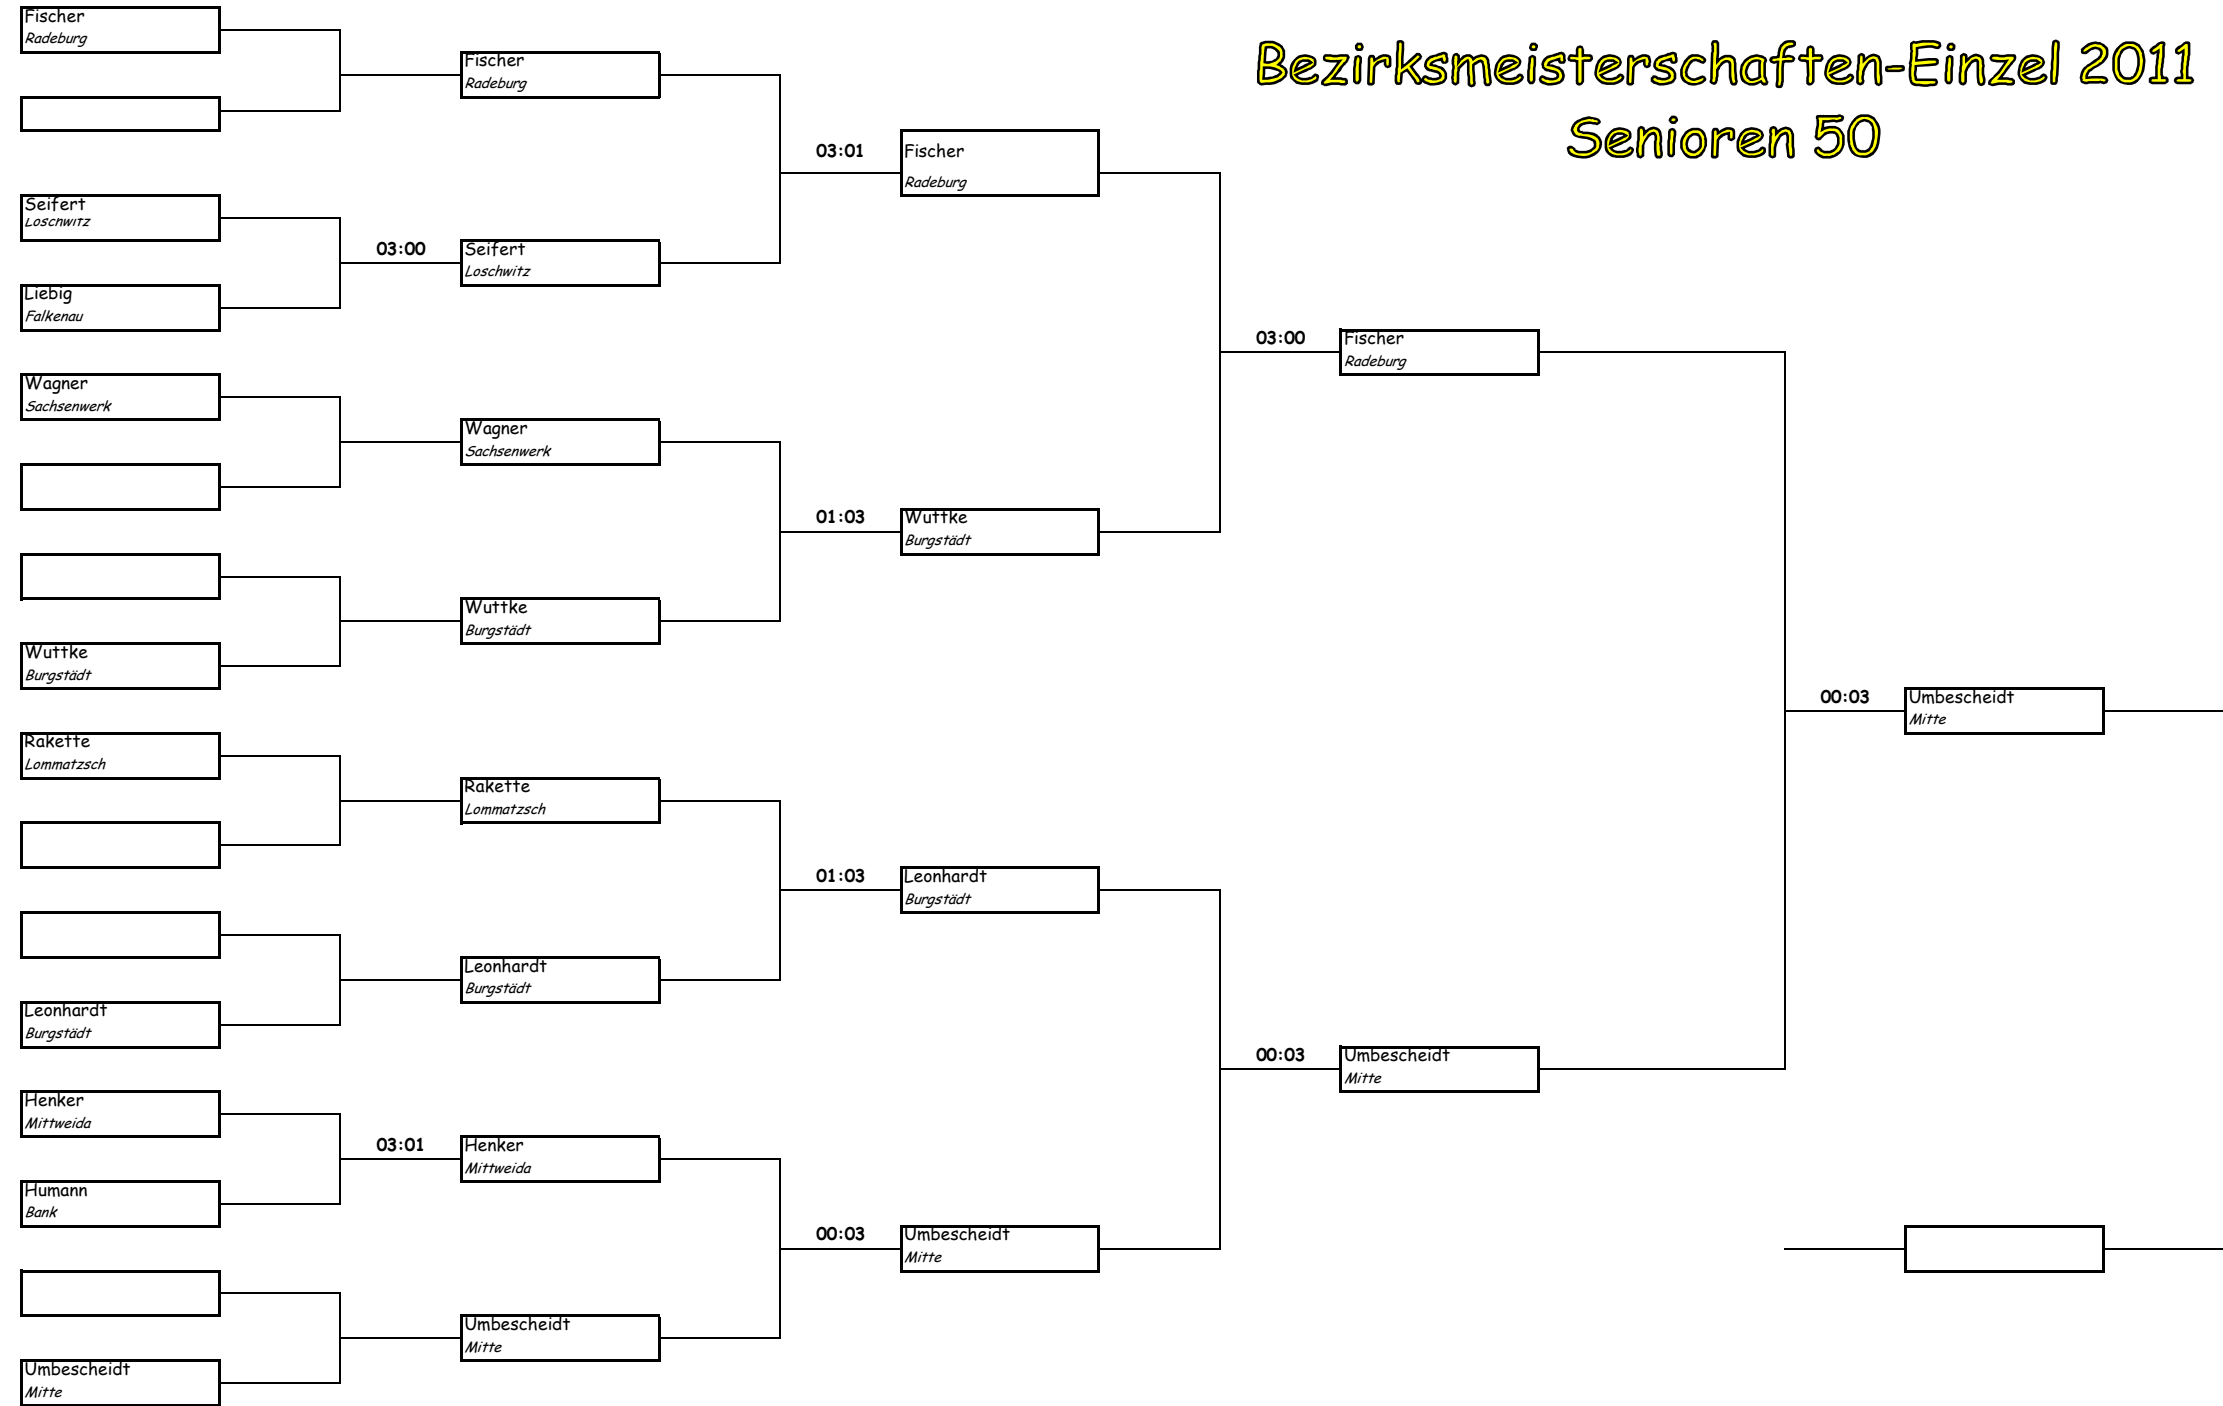 Bezirksmeisterschaften-Einzel 2011
Senioren 50
Fischer
Radeburg
Seifert
Loschwitz
Liebig
Falkenau
Wagner
Sachsenwerk
Wuttke
Burgstädt
Rakette
Lommatzsch
Leonhardt
Burgstädt
Henker
Mittweida
Humann
Bank
Umbescheidt
Mitte
Fischer
Radeburg
03:00
Seifert
Loschwitz
Wagner
Sachsenwerk
Wuttke
Burgstädt
Rakette
Lommatzsch
Leonhardt
Burgstädt
03:01
Henker
Mittweida
Umbescheidt
Mitte
03:01
Fischer
Radeburg
01:03
Wuttke
Burgstädt
01:03
Leonhardt
Burgstädt
00:03
Umbescheidt
Mitte
03:00
Fischer
Radeburg
00:03
Umbescheidt
Mitte
00:03
Umbescheidt
Mitte